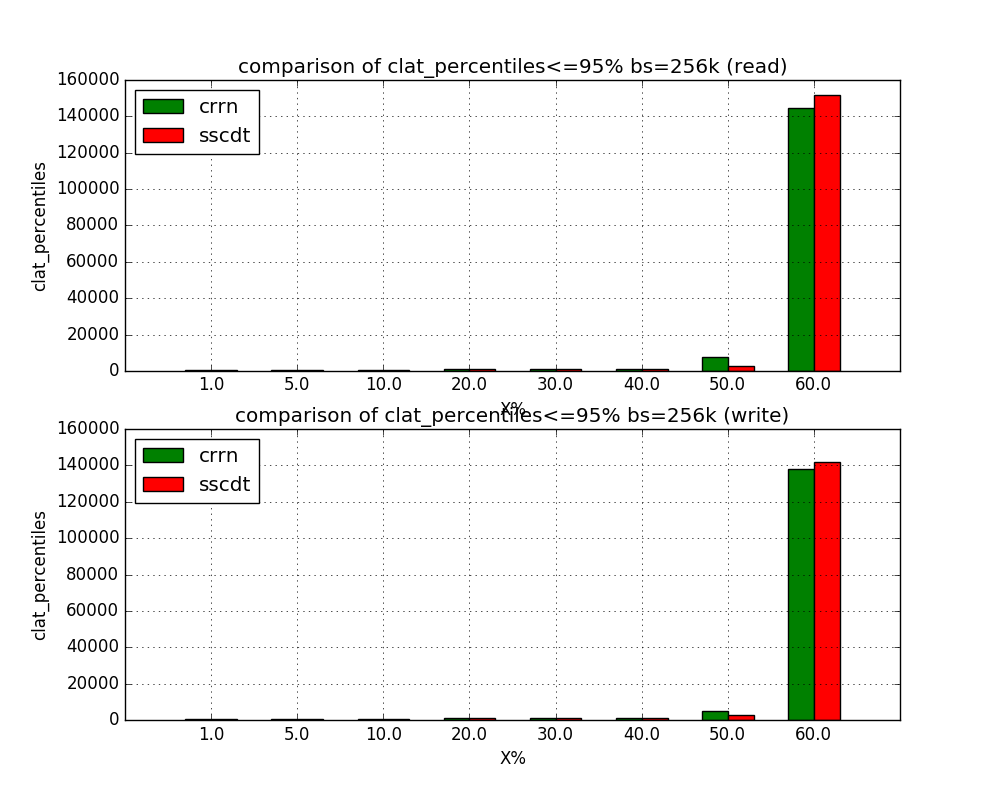 comparison of clat_percentiles<=95% bs=256k (read)
160000
140000
120000
100000
80000
60000
40000
20000
0
clat_percentiles
crrn
sscdt
1.0 5.0 10.0 20.0 30.0 40.0 50.0 60.0
X%
comparison of clat_percentiles<=95% bs=256k (write)
160000
140000
120000
100000
80000
60000
40000
20000
0
clat_percentiles
crrn
sscdt
1.0 5.0 10.0 20.0 30.0 40.0 50.0 60.0
X%